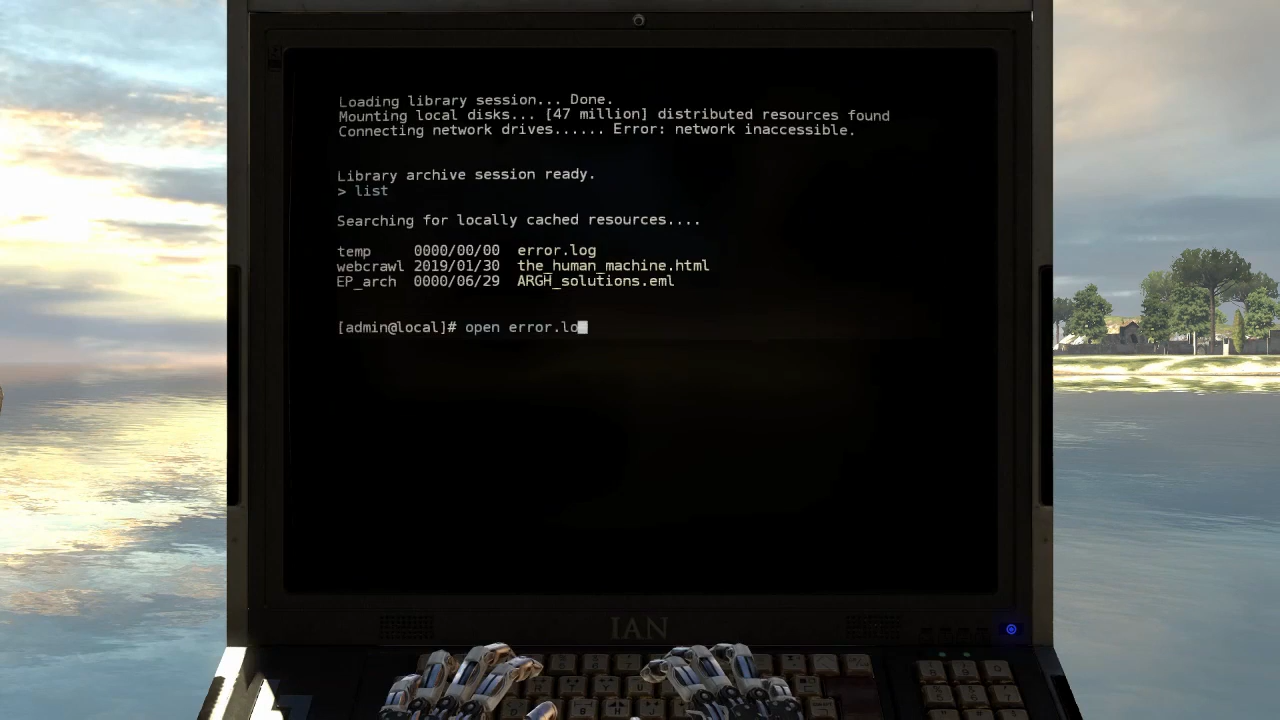 Loading library session... Done.
Mounting local disks... [47 million] distributed resources found
Connecting network drives...... Error: network inaccessible.
Library archive session ready.
> list
Searching for locally cached resources....
temp 0000/00/00 error.log
webcrawl 2019/01/30 the_human_machine.html
EP_arch 0000/06/29 ARGH_solutions.eml
[admin@local]# open error.lo
IAN